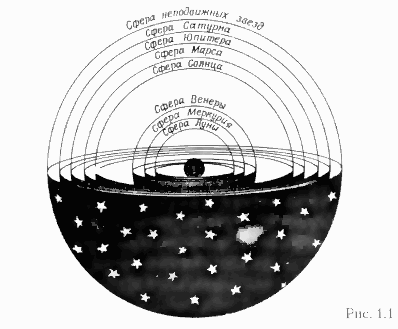 Сфера неподвижных звезд
Сфера Сатурна
Сфера Юпитера
Сфера Марса
Сфера Солнца
Сфера Венеры
Сфера Меркурия
Сфера Луны
Рис. 1.1